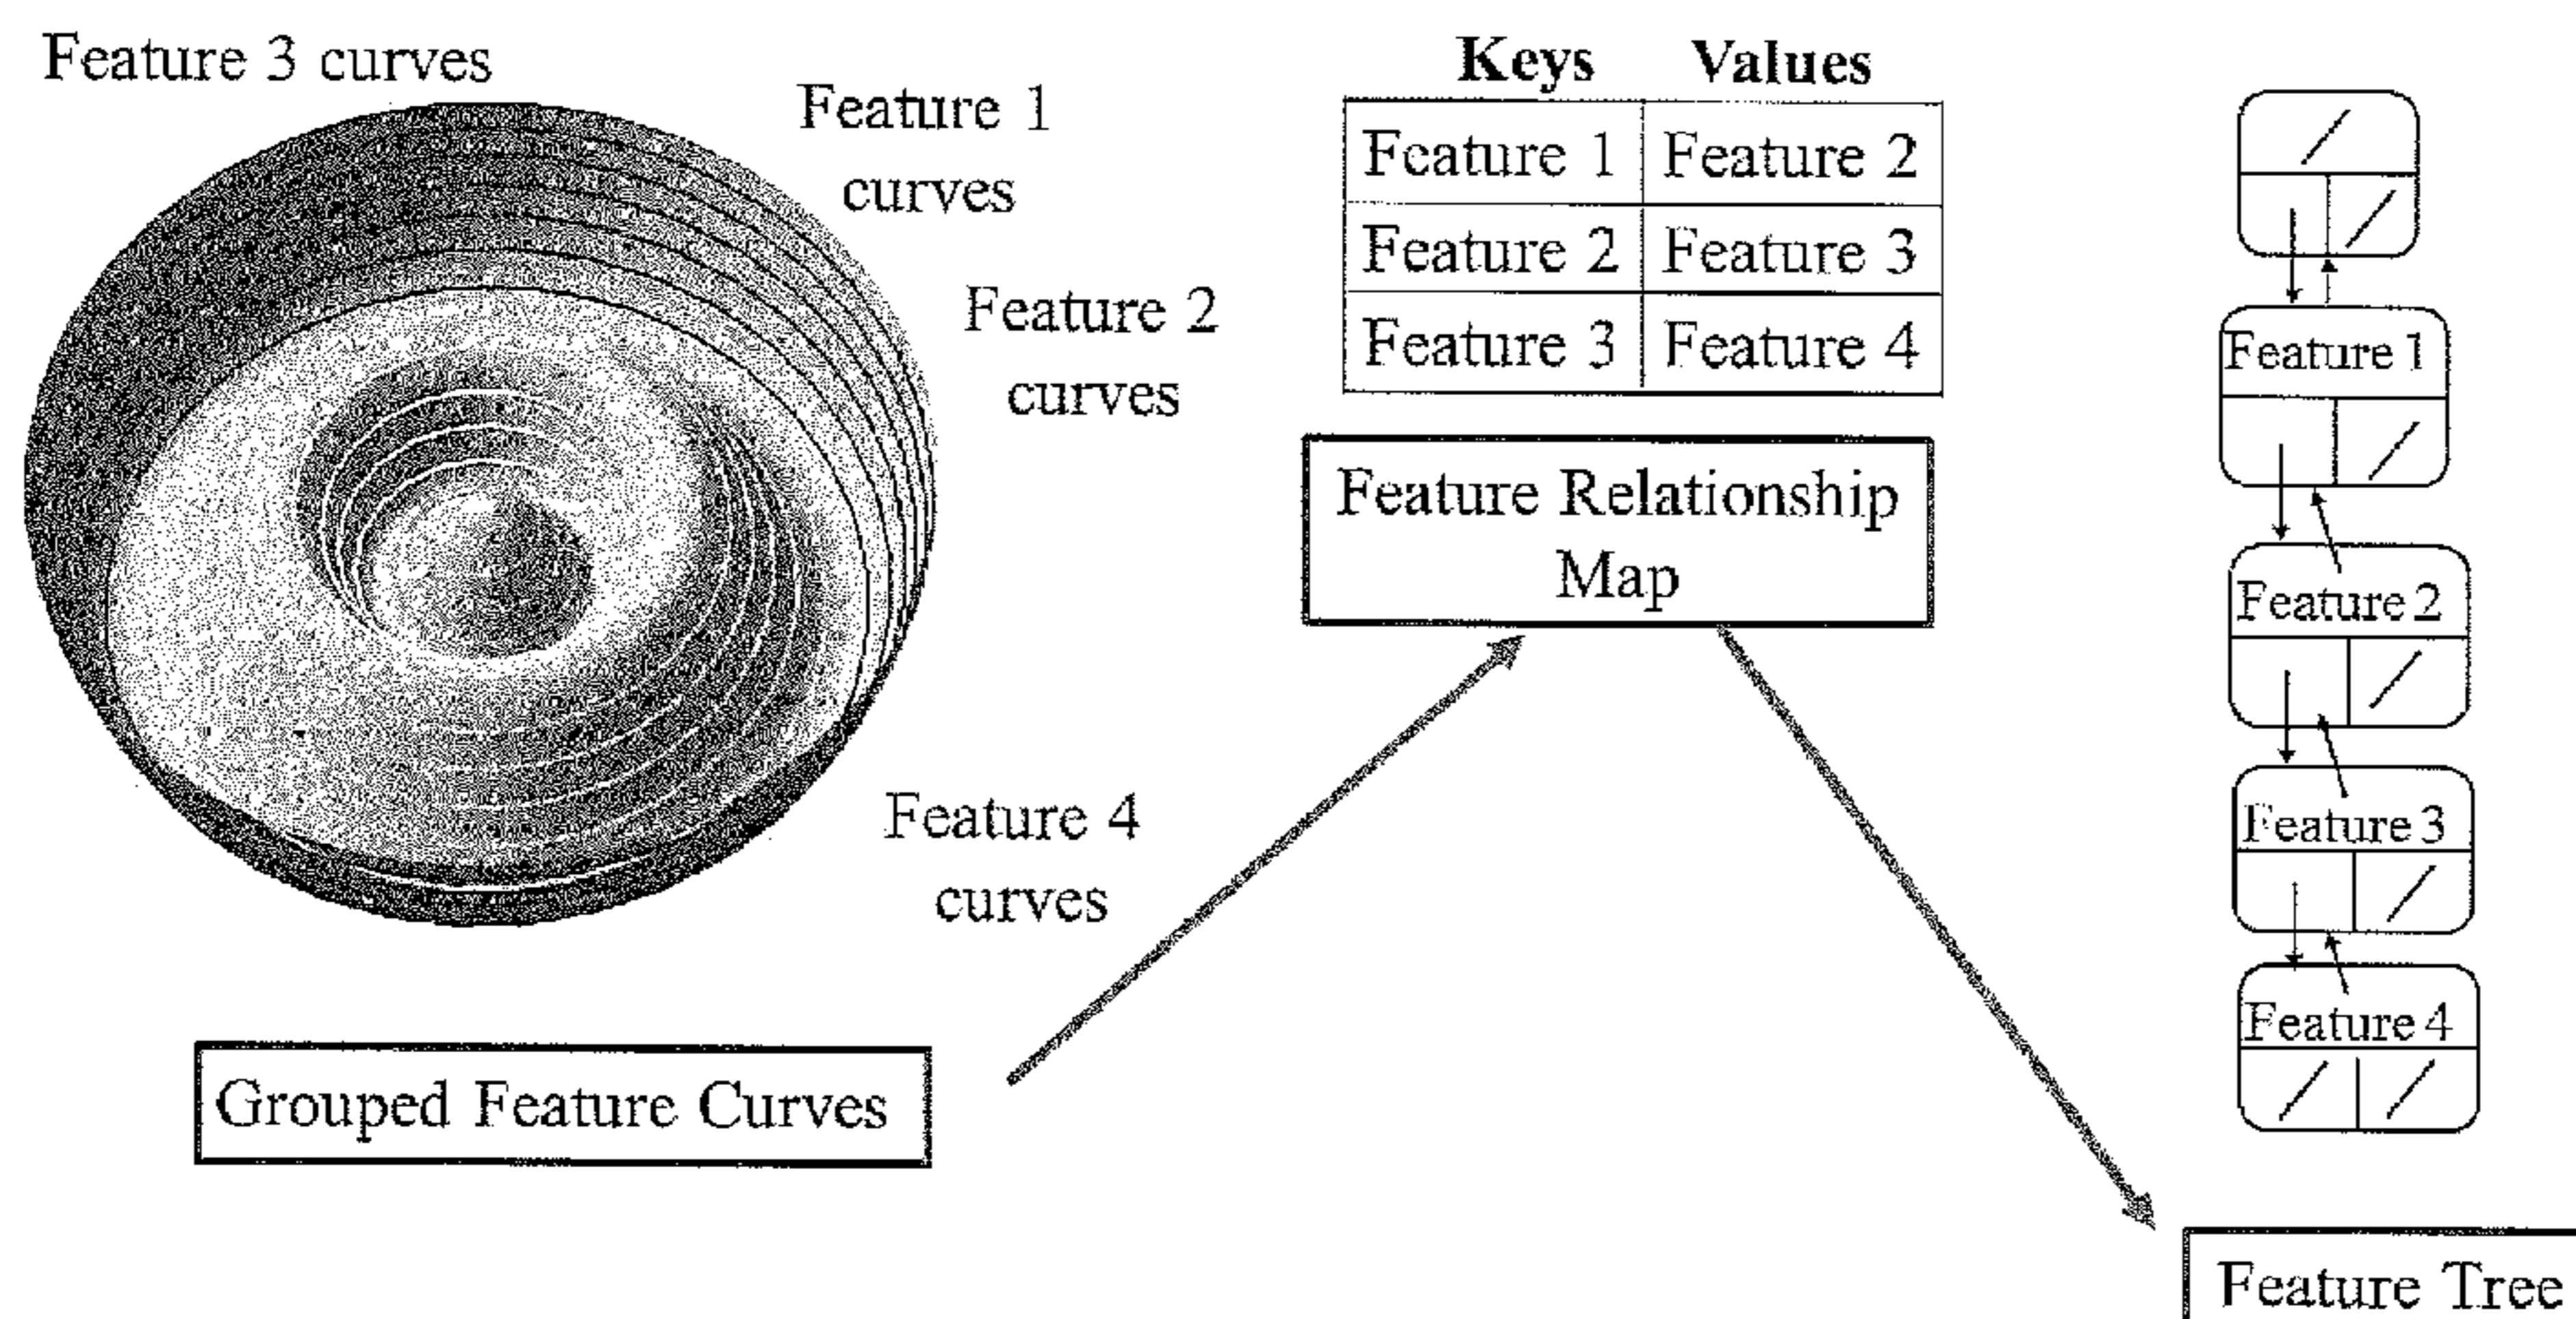 Feature 3 curves
Feature 1
curves
Feature 2
curves
Feature 4
curves
Grouped Feature Curves
Keys Values
Feature 1 Feature 2
Feature 2 Feature 3
Feature 3 Feature 4
Feature Relationship
Map
Feature 1
Feature 2
Feature 3
Feature 4
Feature Tree